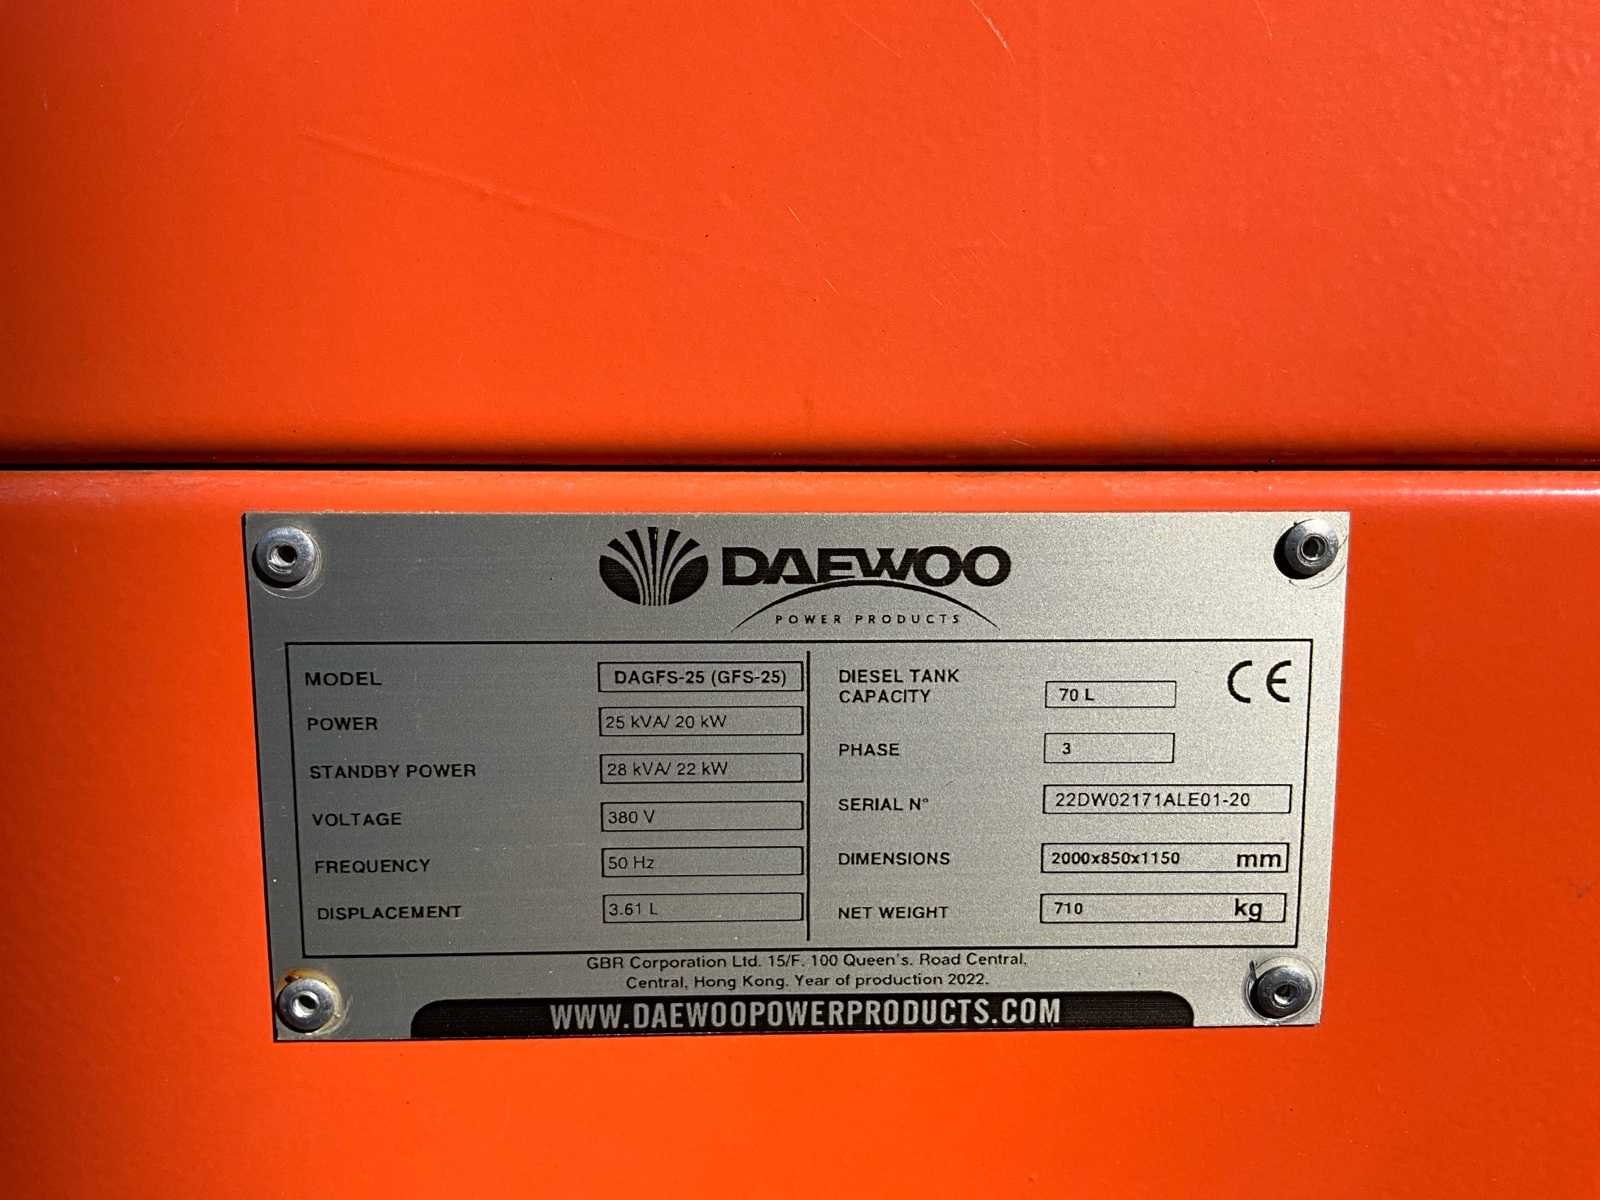 DAEWOO
POWER PRODUCTS
MODEL DAGFS-25 (GFS-25)
POWER 25 kVA/ 20 kW
STANDBY POWER 28 kVA/ 22 kW
VOLTAGE 380 V
FREQUENCY 50 Hz
DISPLACEMENT 3.61 L
DIESEL TANK
CAPACITY 70 L
CE
PHASE 3
SERIAL N° 22DW02171ALE01-20
DIMENSIONS 2000x850x1150 mm
NET WEIGHT 710 kg
GBR Corporation Ltd. 15/F. 100 Queen's. Road Central,
Central, Hong Kong. Year of production 2022.
WWW.DAEWOOPOWERPRODUCTS.COM